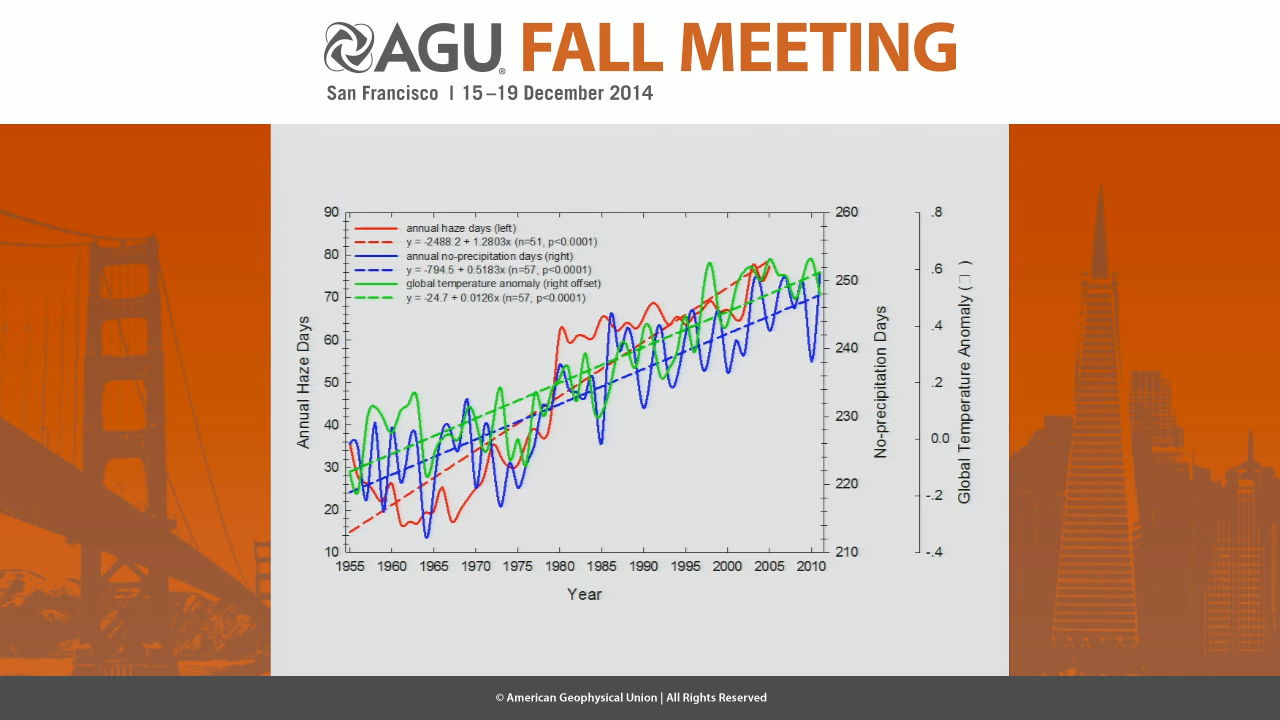 AGU® FALL MEETING
San Francisco | 15–19 December 2014
annual haze days (left)
y = -2488.2 + 1.2803x (n=51, p<0.0001)
annual no-precipitation days (right)
y = -794.5 + 0.5183x (n=57, p<0.0001)
global temperature anomaly (right offset)
y = -24.7 + 0.0126x (n=57, p<0.0001)
Annual Haze Days
90
80
70
60
50
40
30
20
10
260
250
240
230
220
210
No-precipitation Days
.8
.6
.4
.2
0.0
-.2
-.4
Global Temperature Anomaly (□ )
1955 1960 1965 1970 1975 1980 1985 1990 1995 2000 2005 2010
Year
© American Geophysical Union | All Rights Reserved